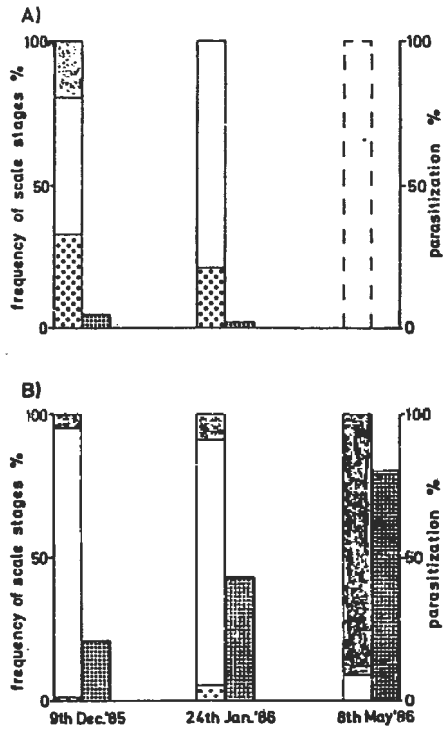 A)
frequency of scale stages %
100
50
0
100
50
0
parasitization %
B)
frequency of scale stages %
100
50
0
100
50
0
parasitization %
9th Dec.'85
24th Jan.'86
8th May'86